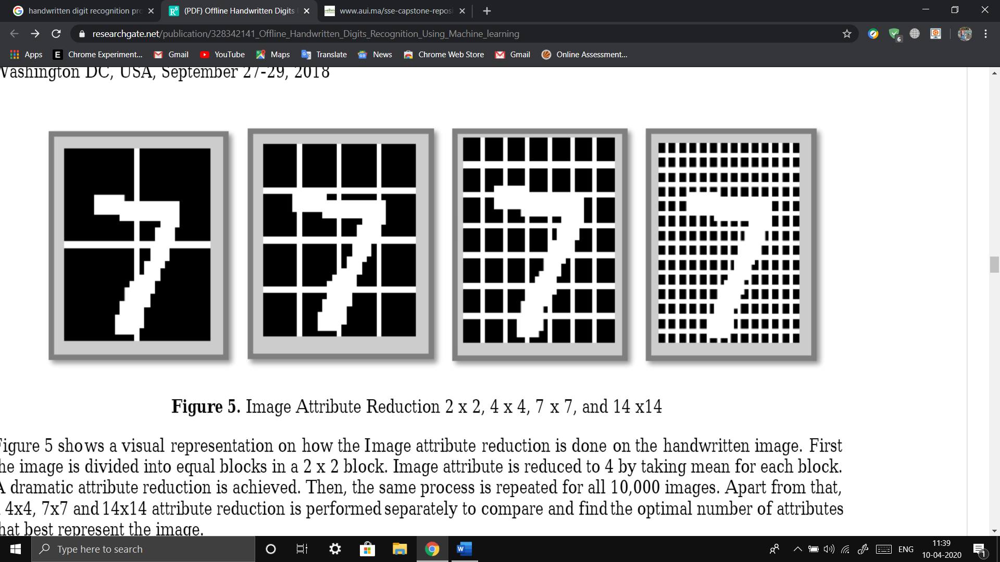 handwritten digit recognition pro
(PDF) Offline Handwritten Digits
www.aui.ma/sse-capstone-reposi
researchgate.net/publication/328342141_Offline_Handwritten_Digits_Recognition_Using_Machine_learning
6
Apps
Chrome Experiment...
Gmail
YouTube
Maps
Translate
News
Chrome Web Store
Gmail
Online Assessment...
Washington DC, USA, September 27-29, 2018
Figure 5. Image Attribute Reduction 2 x 2, 4 x 4, 7 x 7, and 14 x14
Figure 5 shows a visual representation on how the Image attribute reduction is done on the handwritten image. First
he image is divided into equal blocks in a 2 x 2 block. Image attribute is reduced to 4 by taking mean for each block.
A dramatic attribute reduction is achieved. Then, the same process is repeated for all 10,000 images. Apart from that,
4x4, 7x7 and 14x14 attribute reduction is performed separately to compare and find the optimal number of attributes
hat best represent the image.
Type here to search
ENG
11:39
10-04-2020
1